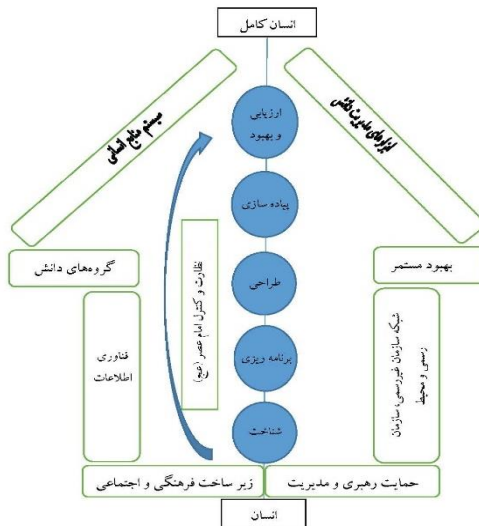 انسان کامل
ابزارهای مدیریت دانش
سیستم منابع انسانی
ارزیابی
و بهبود
پیاده سازی
طراحی
برنامه ریزی
شناخت
بهبود مستمر
گروه‌های دانش
شبکه سازمان غیررسمی، سازمان
رسمی و محیط
نظارت و کنترل امام عصر (عج)
فناوری
اطلاعات
حمایت رهبری و مدیریت
زیر ساخت فرهنگی و اجتماعی
انسان